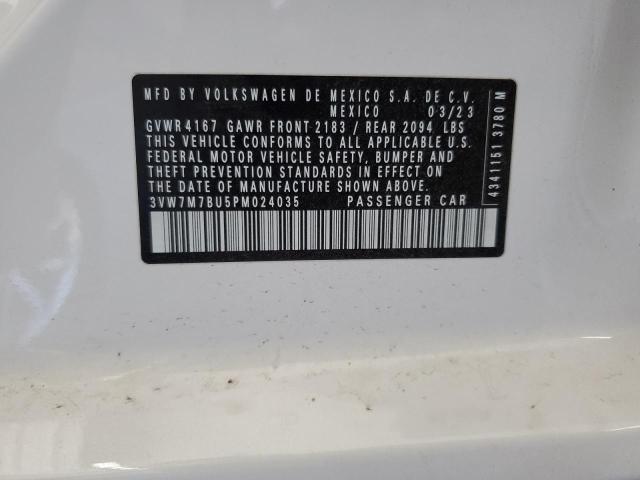 MFD BY VOLKSWAGEN DE MEXICO S.A. DE C.V.
MEXICO 03/23
GVWR 4167 GAWR FRONT 2183 / REAR 2094 LBS
THIS VEHICLE CONFORMS TO ALL APPLICABLE U.S.
FEDERAL MOTOR VEHICLE SAFETY, BUMPER AND
THEFT PREVENTION STANDARDS IN EFFECT ON
THE DATE OF MANUFACTURE SHOWN ABOVE.
3VW7M7BU5PM024035 PASSENGER CAR
4341151 3780 M